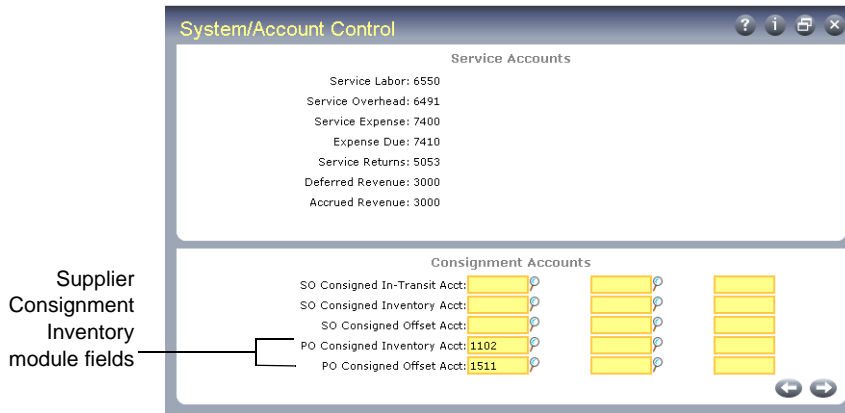 System/Account Control
Service Accounts
Service Labor: 6550
Service Overhead: 6491
Service Expense: 7400
Expense Due: 7410
Service Returns: 5053
Deferred Revenue: 3000
Accrued Revenue: 3000
Consignment Accounts
SO Consigned In-Transit Acct:
SO Consigned Inventory Acct:
SO Consigned Offset Acct:
PO Consigned Inventory Acct: 1102
PO Consigned Offset Acct: 1511
Supplier
Consignment
Inventory
module fields